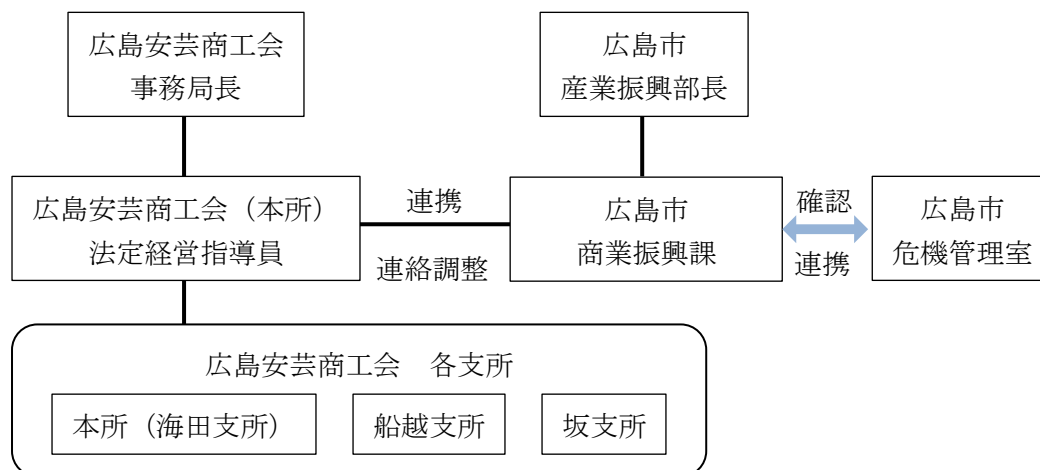 広島安芸商工会
事務局長
広島市
産業振興部長
広島安芸商工会（本所）
法定経営指導員
連携
連絡調整
広島市
商業振興課
確認
連携
広島市
危機管理室
広島安芸商工会　各支所
本所（海田支所）
船越支所
坂支所